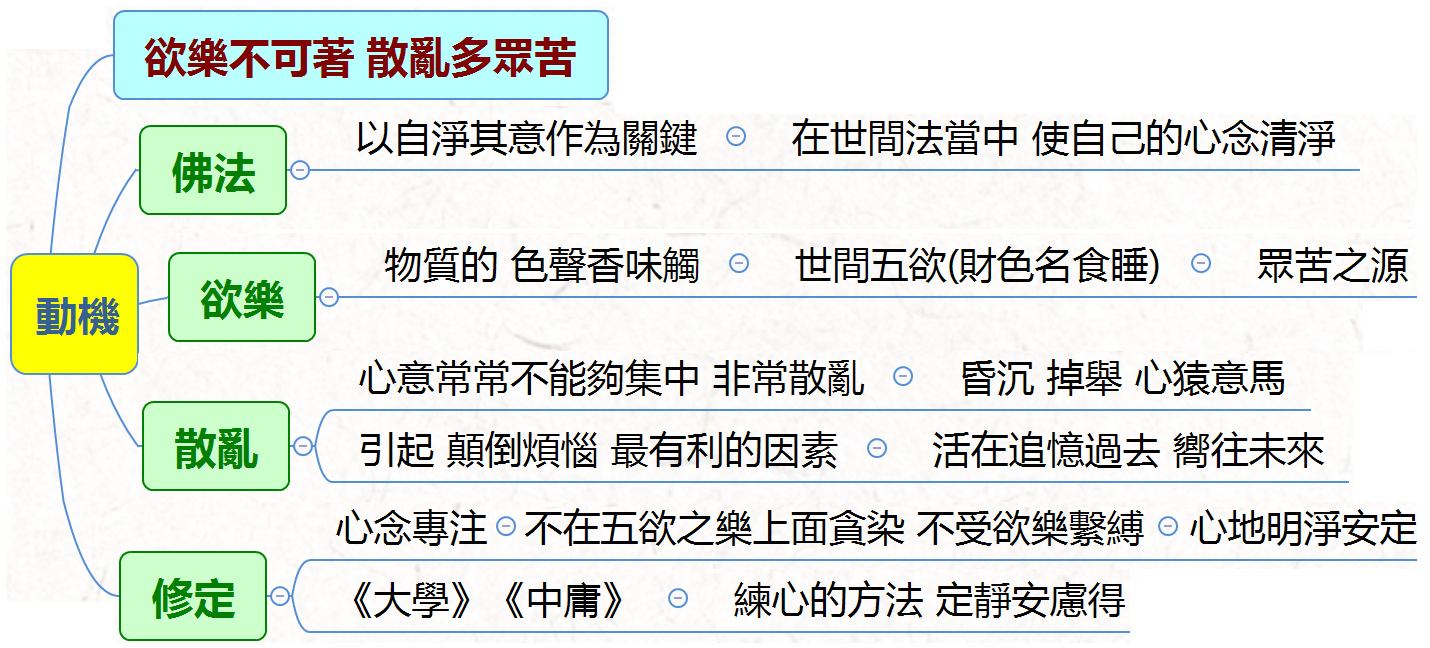 欲樂不可著 散亂多眾苦
佛法
以自淨其意作為關鍵 在世間法當中 使自己的心念清淨
動機
欲樂
物質的 色聲香味觸 世間五欲(財色名食睡) 眾苦之源
散亂
心意常常不能夠集中 非常散亂 昏沉 掉舉 心猿意馬
引起 顛倒煩惱 最有利的因素 活在追憶過去 嚮往未來
修定
心念專注 不在五欲之樂上面貪染 不受欲樂繫縛 心地明淨安定
《大學》《中庸》 練心的方法 定靜安慮得